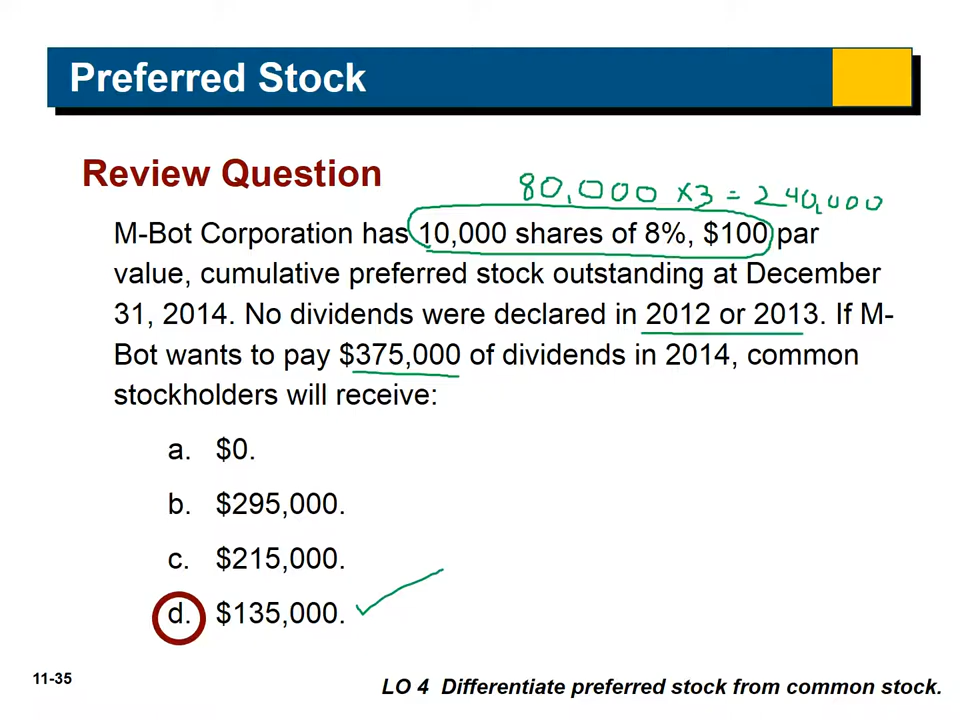 Preferred Stock
Review Question
80,000 x3 = 240,000
M-Bot Corporation has 10,000 shares of 8%, $100 par
value, cumulative preferred stock outstanding at December
31, 2014. No dividends were declared in 2012 or 2013. If M-
Bot wants to pay $375,000 of dividends in 2014, common
stockholders will receive:
a. $0.
b. $295,000.
c. $215,000.
d. $135,000.
11-35
LO 4 Differentiate preferred stock from common stock.